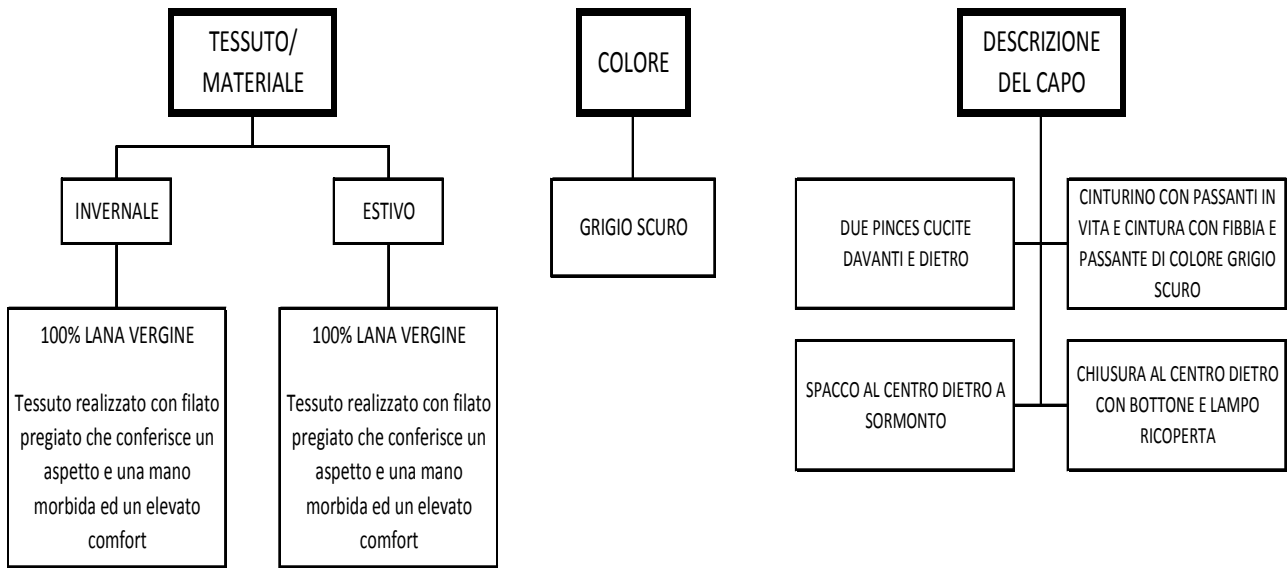 TESSUTO/
MATERIALE
INVERNALE
ESTIVO
100% LANA VERGINE
Tessuto realizzato con filato
pregiato che conferisce un
aspetto e una mano
morbida ed un elevato
comfort
100% LANA VERGINE
Tessuto realizzato con filato
pregiato che conferisce un
aspetto e una mano
morbida ed un elevato
comfort
COLORE
GRIGIO SCURO
DESCRIZIONE
DEL CAPO
DUE PINCES CUCITE
DAVANTI E DIETRO
CINTURINO CON PASSANTI IN
VITA E CINTURA CON FIBBIA E
PASSANTE DI COLORE GRIGIO
SCURO
SPACCO AL CENTRO DIETRO A
SORMONTO
CHIUSURA AL CENTRO DIETRO
CON BOTTONE E LAMPO
RICOPERTA